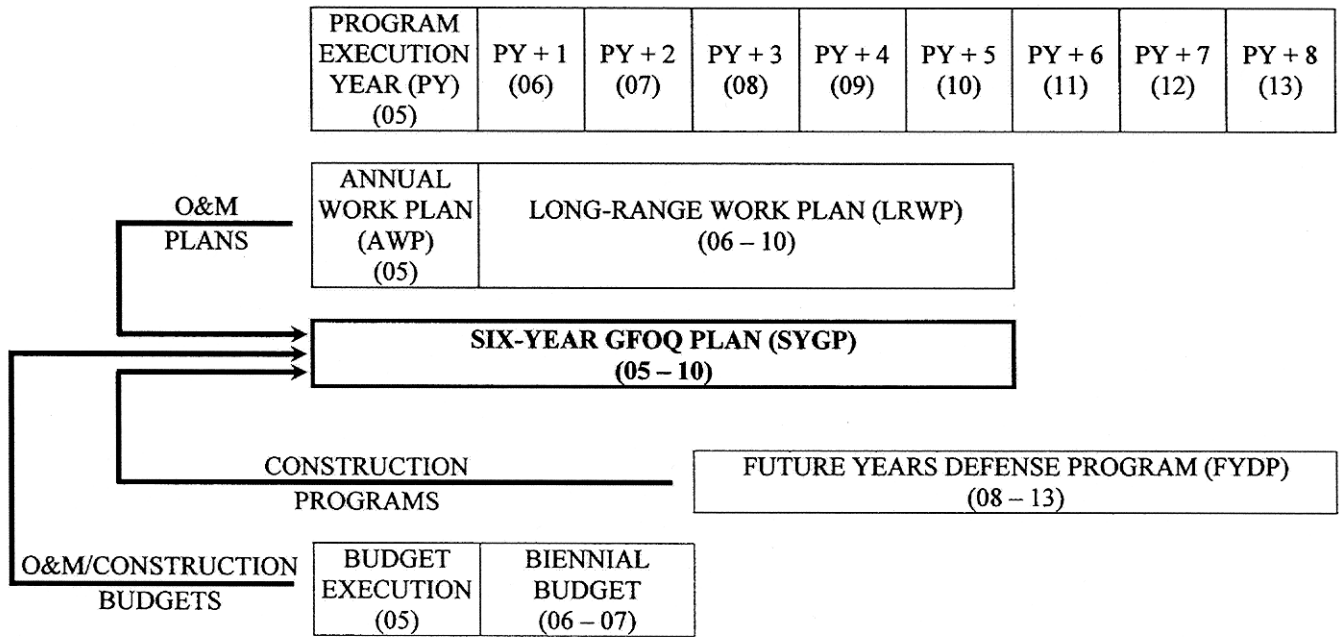 PROGRAM
EXECUTION
YEAR (PY)
(05)
PY + 1
(06)
PY + 2
(07)
PY + 3
(08)
PY + 4
(09)
PY + 5
(10)
PY + 6
(11)
PY + 7
(12)
PY + 8
(13)
O&M
PLANS
ANNUAL
WORK PLAN
(AWP)
(05)
LONG-RANGE WORK PLAN (LRWP)
(06 – 10)
SIX-YEAR GFOQ PLAN (SYGP)
(05 – 10)
CONSTRUCTION
PROGRAMS
FUTURE YEARS DEFENSE PROGRAM (FYDP)
(08 – 13)
O&M/CONSTRUCTION
BUDGETS
BUDGET
EXECUTION
(05)
BIENNIAL
BUDGET
(06 – 07)